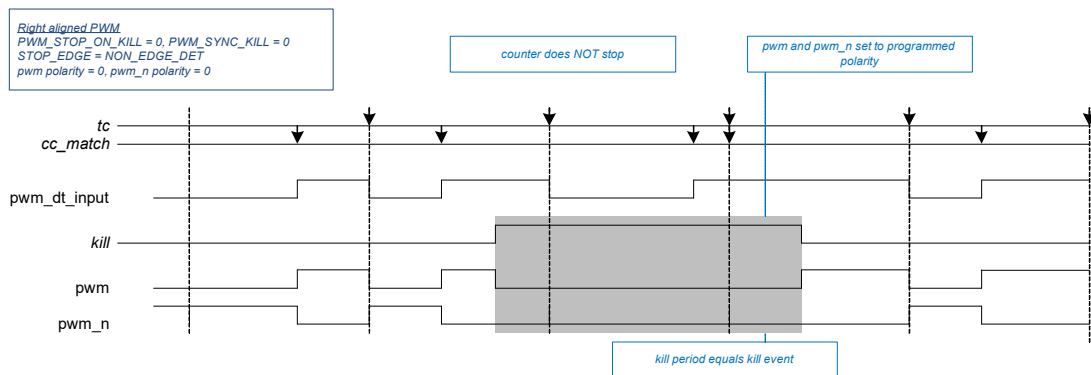 Right aligned PWM
PWM_STOP_ON_KILL = 0, PWM_SYNC_KILL = 0
STOP_EDGE = NON_EDGE_DET
pwm polarity = 0, pwm_n polarity = 0
counter does NOT stop
pwm and pwm_n set to programmed
polarity
tc
cc_match
pwm_dt_input
kill
pwm
pwm_n
kill period equals kill event